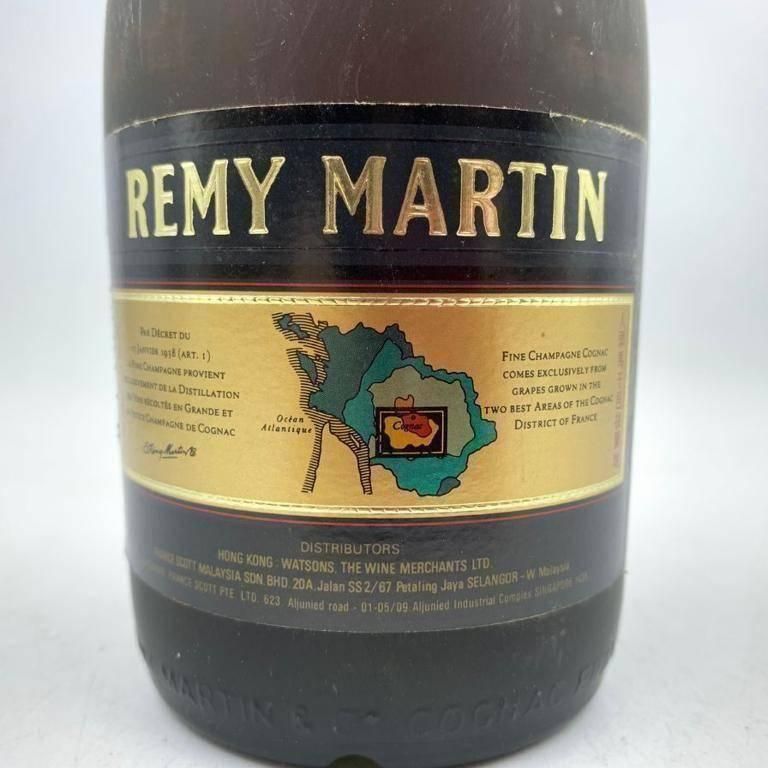 REMY MARTIN
PAR DÉCRET DU
JANVIER 1938 (ART. 1)
FINE CHAMPAGNE PROVIENT
DE LA DISTILLATION
RÉCOLTÉS EN GRANDE ET
CHAMPAGNE DE COGNAC
Océan
Atlantique
Cognac
FINE CHAMPAGNE COGNAC
COMES EXCLUSIVELY FROM
GRAPES GROWN IN THE
TWO BEST AREAS OF THE COGNAC
DISTRICT OF FRANCE
DISTRIBUTORS
HONG KONG : WATSONS, THE WINE MERCHANTS LTD.
SCOTT MALAYSIA SDN. BHD. 20A, Jalan SS2/67 Petaling Jaya SELANGOR - W Malaysia
SCOTT PTE. LTD. 623 Aljunied road - 01-05/09 Aljunied Industrial Complex SINGAPORE
MARTIN & Co COGNAC